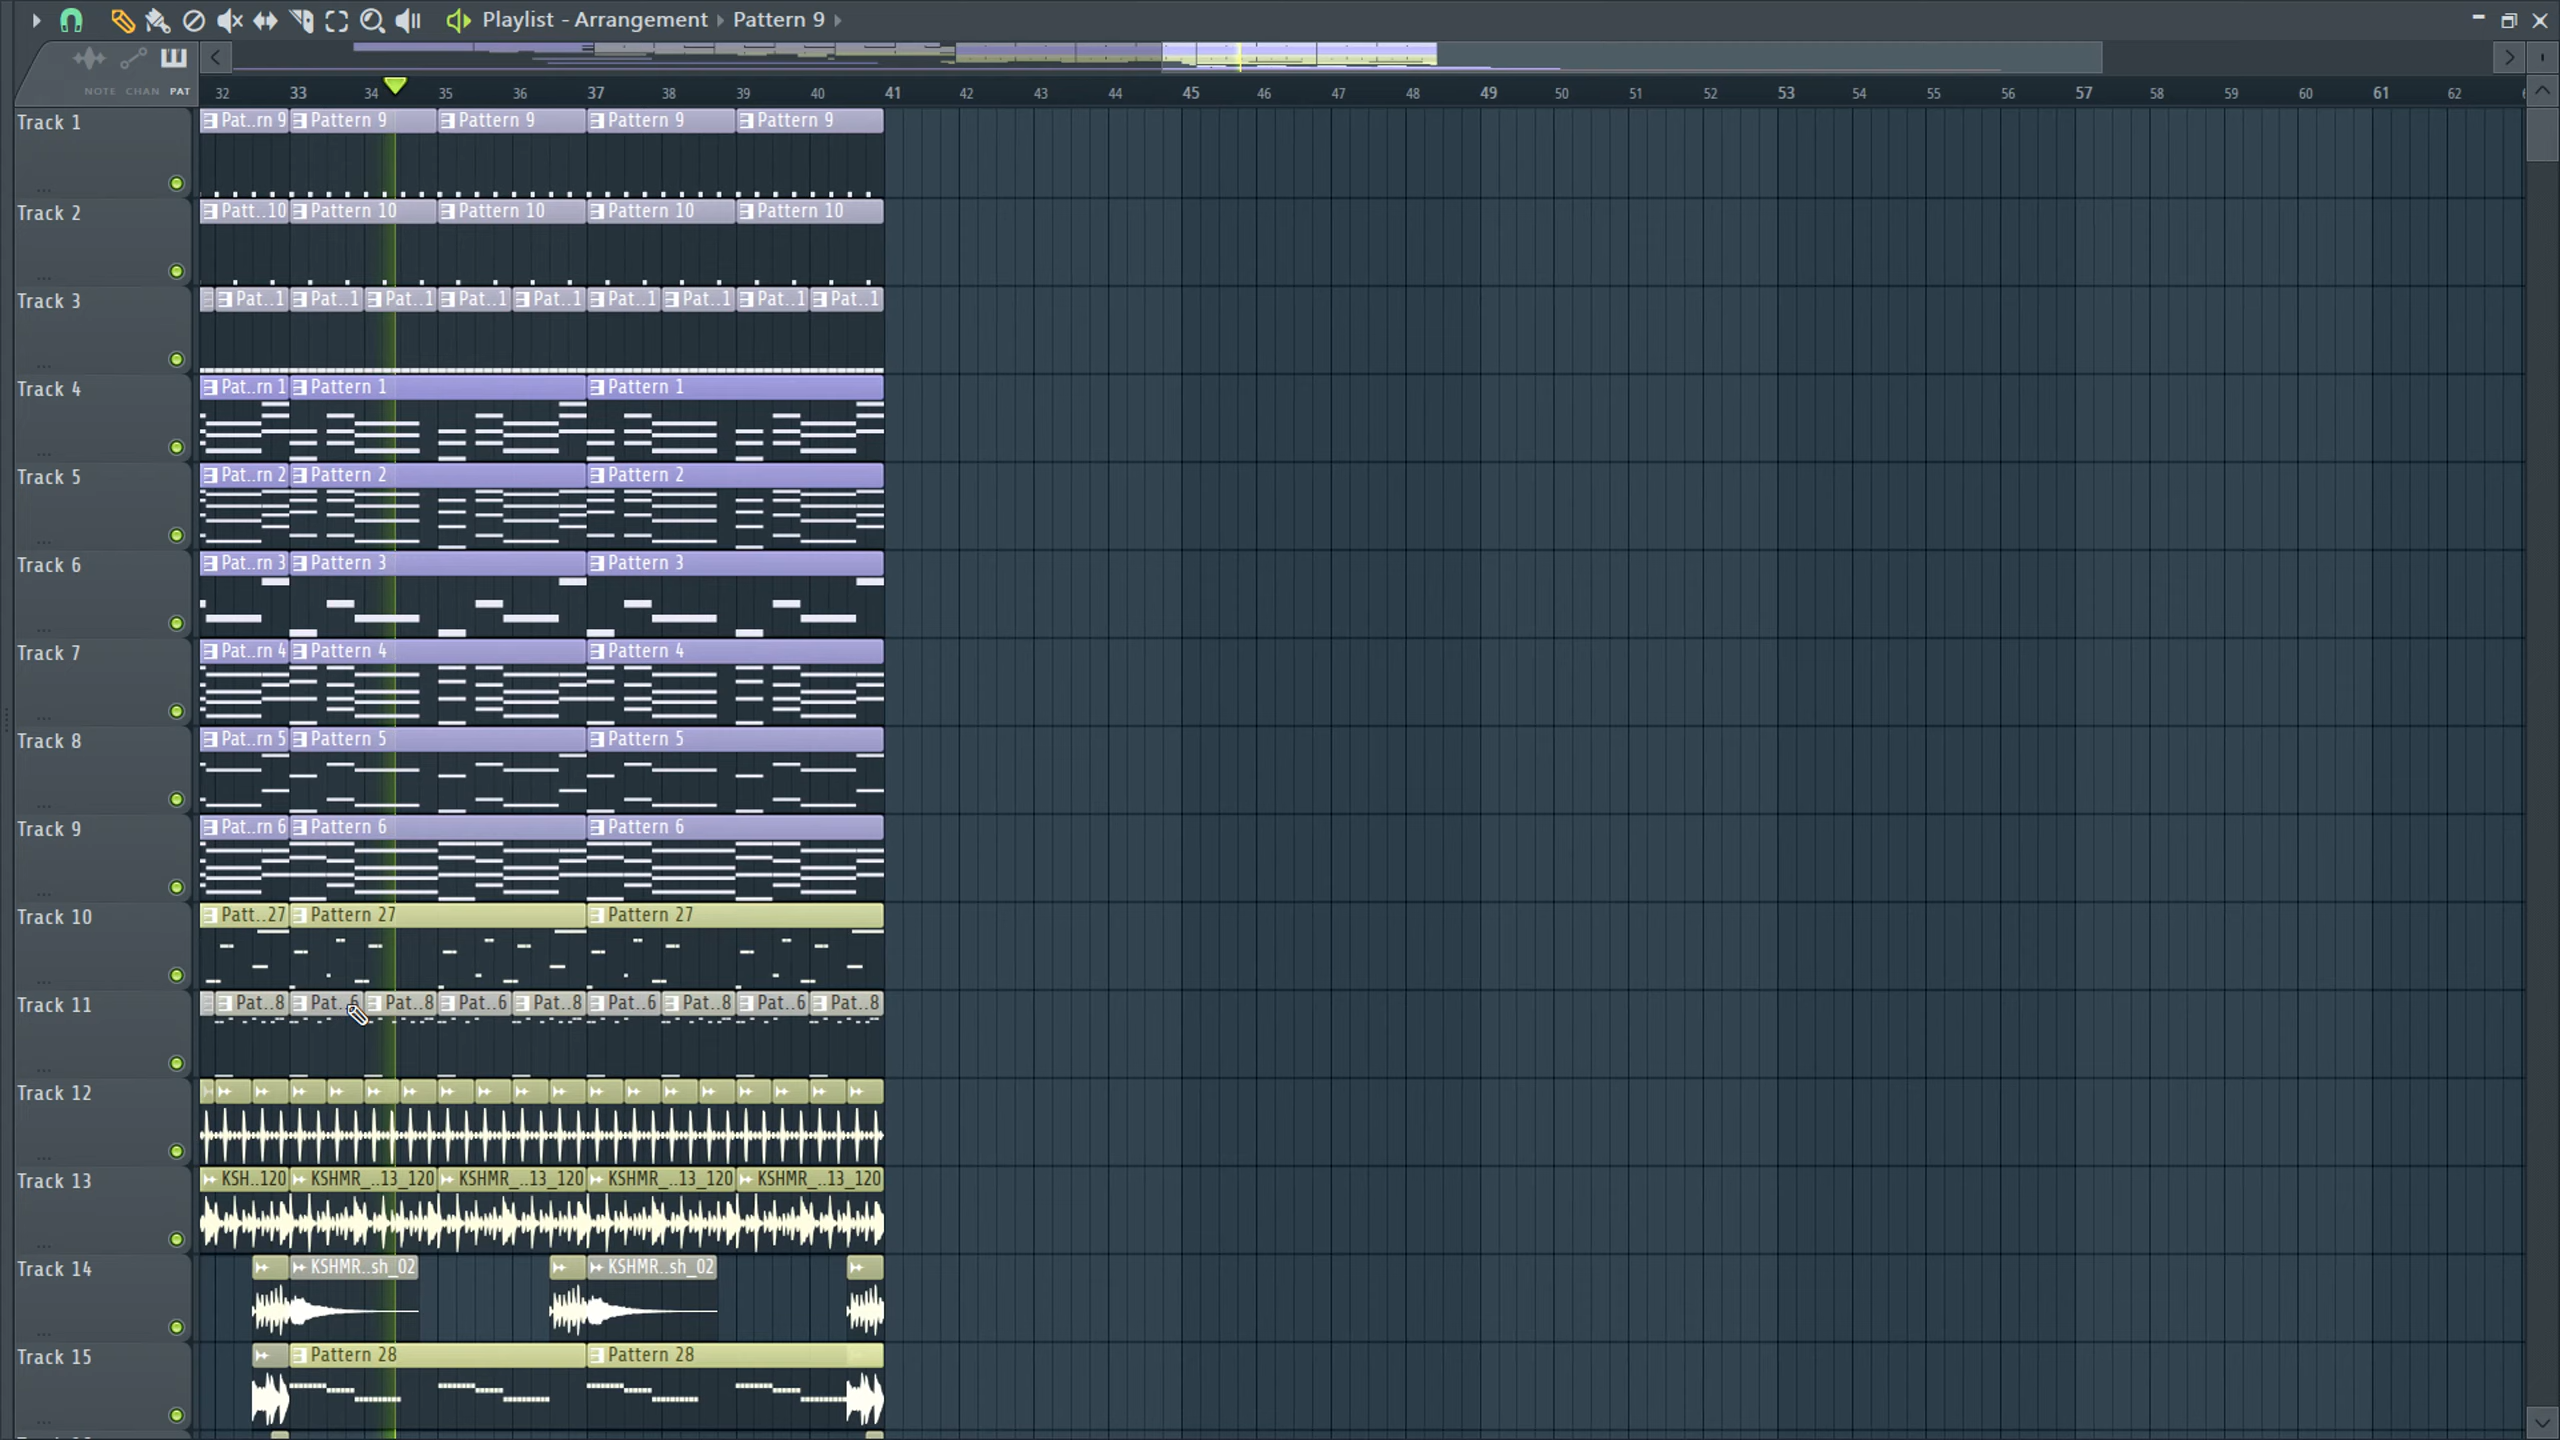 Playlist - Arrangement › Pattern 9 ›
NOTE CHAN PAT
32 33 34 35 36 37 38 39 40 41 42 43 44 45 46 47 48 49 50 51 52 53 54 55 56 57 58 59 60 61 62
Track 1 Pat..rn 9 Pattern 9 Pattern 9 Pattern 9 Pattern 9
Track 2 Patt..10 Pattern 10 Pattern 10 Pattern 10 Pattern 10
Track 3 Pat..1 Pat..1 Pat..1 Pat..1 Pat..1 Pat..1 Pat..1 Pat..1 Pat..1
Track 4 Pat..rn 1 Pattern 1 Pattern 1
Track 5 Pat..rn 2 Pattern 2 Pattern 2
Track 6 Pat..rn 3 Pattern 3 Pattern 3
Track 7 Pat..rn 4 Pattern 4 Pattern 4
Track 8 Pat..rn 5 Pattern 5 Pattern 5
Track 9 Pat..rn 6 Pattern 6 Pattern 6
Track 10 Patt..27 Pattern 27 Pattern 27
Track 11 Pat..8 Pat..6 Pat..8 Pat..6 Pat..8 Pat..6 Pat..8 Pat..6 Pat..8
Track 12
Track 13 KSH..120 KSHMR_..13_120 KSHMR_..13_120 KSHMR_..13_120 KSHMR_..13_120
Track 14 KSHMR..sh_02 KSHMR..sh_02
Track 15 Pattern 28 Pattern 28